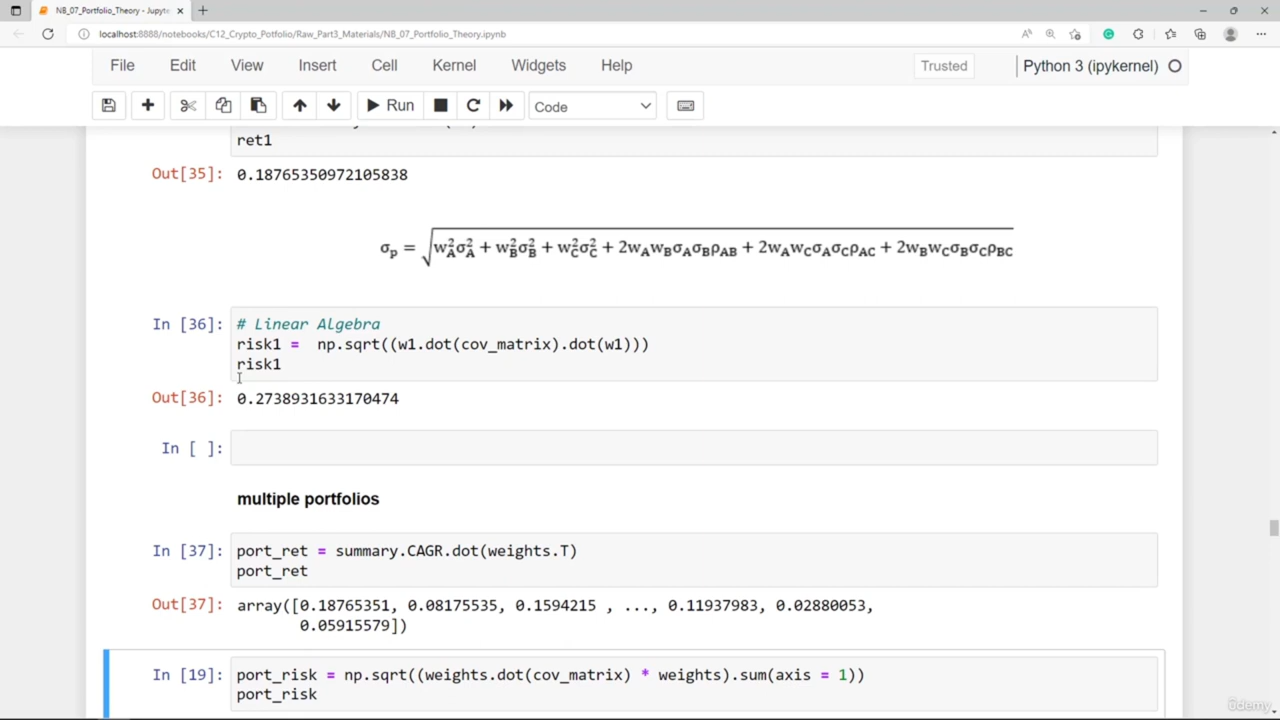 NB_07_Portfolio_Theory - Jupyte
localhost:8888/notebooks/C12_Crypto_Potfolio/Raw_Part3_Materials/NB_07_Portfolio_Theory.ipynb
File Edit View Insert Cell Kernel Widgets Help Trusted Python 3 (ipykernel)
Run Code
ret1
Out[35]: 0.18765350972105838
σp = √w²Aσ²A + w²Bσ²B + w²Cσ²C + 2wAwBσAσBρAB + 2wAwCσAσCρAC + 2wBwCσBσCρBC
In [36]: # Linear Algebra
risk1 = np.sqrt((w1.dot(cov_matrix).dot(w1)))
risk1
Out[36]: 0.2738931633170474
In [ ]:
multiple portfolios
In [37]: port_ret = summary.CAGR.dot(weights.T)
port_ret
Out[37]: array([0.18765351, 0.08175535, 0.1594215 , ..., 0.11937983, 0.02880053,
0.05915579])
In [19]: port_risk = np.sqrt((weights.dot(cov_matrix) * weights).sum(axis = 1))
port_risk
ûdemy